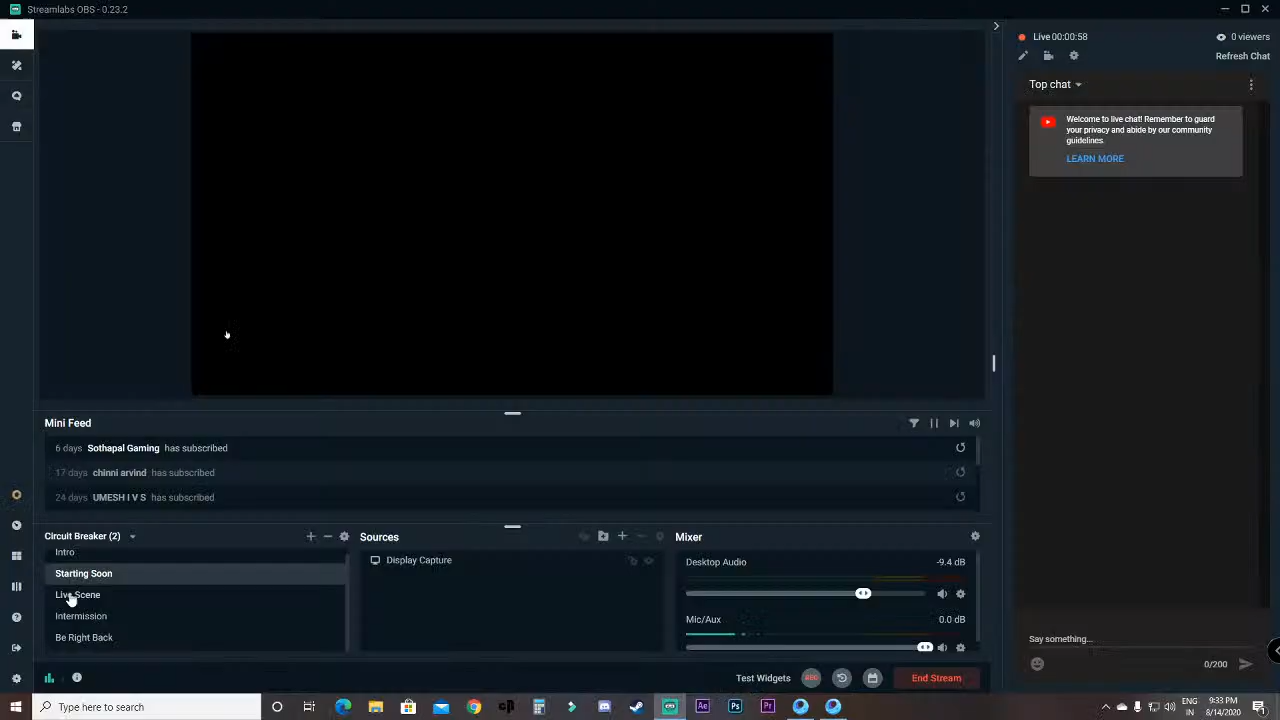 Streamlabs OBS - 0.23.2
Live 00:00:58
0 viewers
Refresh Chat
Top chat
Welcome to live chat! Remember to guard
your privacy and abide by our community
guidelines.
LEARN MORE
Mini Feed
6 days Sothapal Gaming has subscribed
17 days chinni arvind has subscribed
24 days UMESH I V S has subscribed
Circuit Breaker (2)
Intro
Starting Soon
Live Scene
Intermission
Be Right Back
Sources
Display Capture
Mixer
Desktop Audio
-9.4 dB
Mic/Aux
0.0 dB
Say something...
0/200
Test Widgets
REC
End Stream
Type here to search
Ae
Ps
Pr
ENG
IN
9:33 PM
8/14/2020